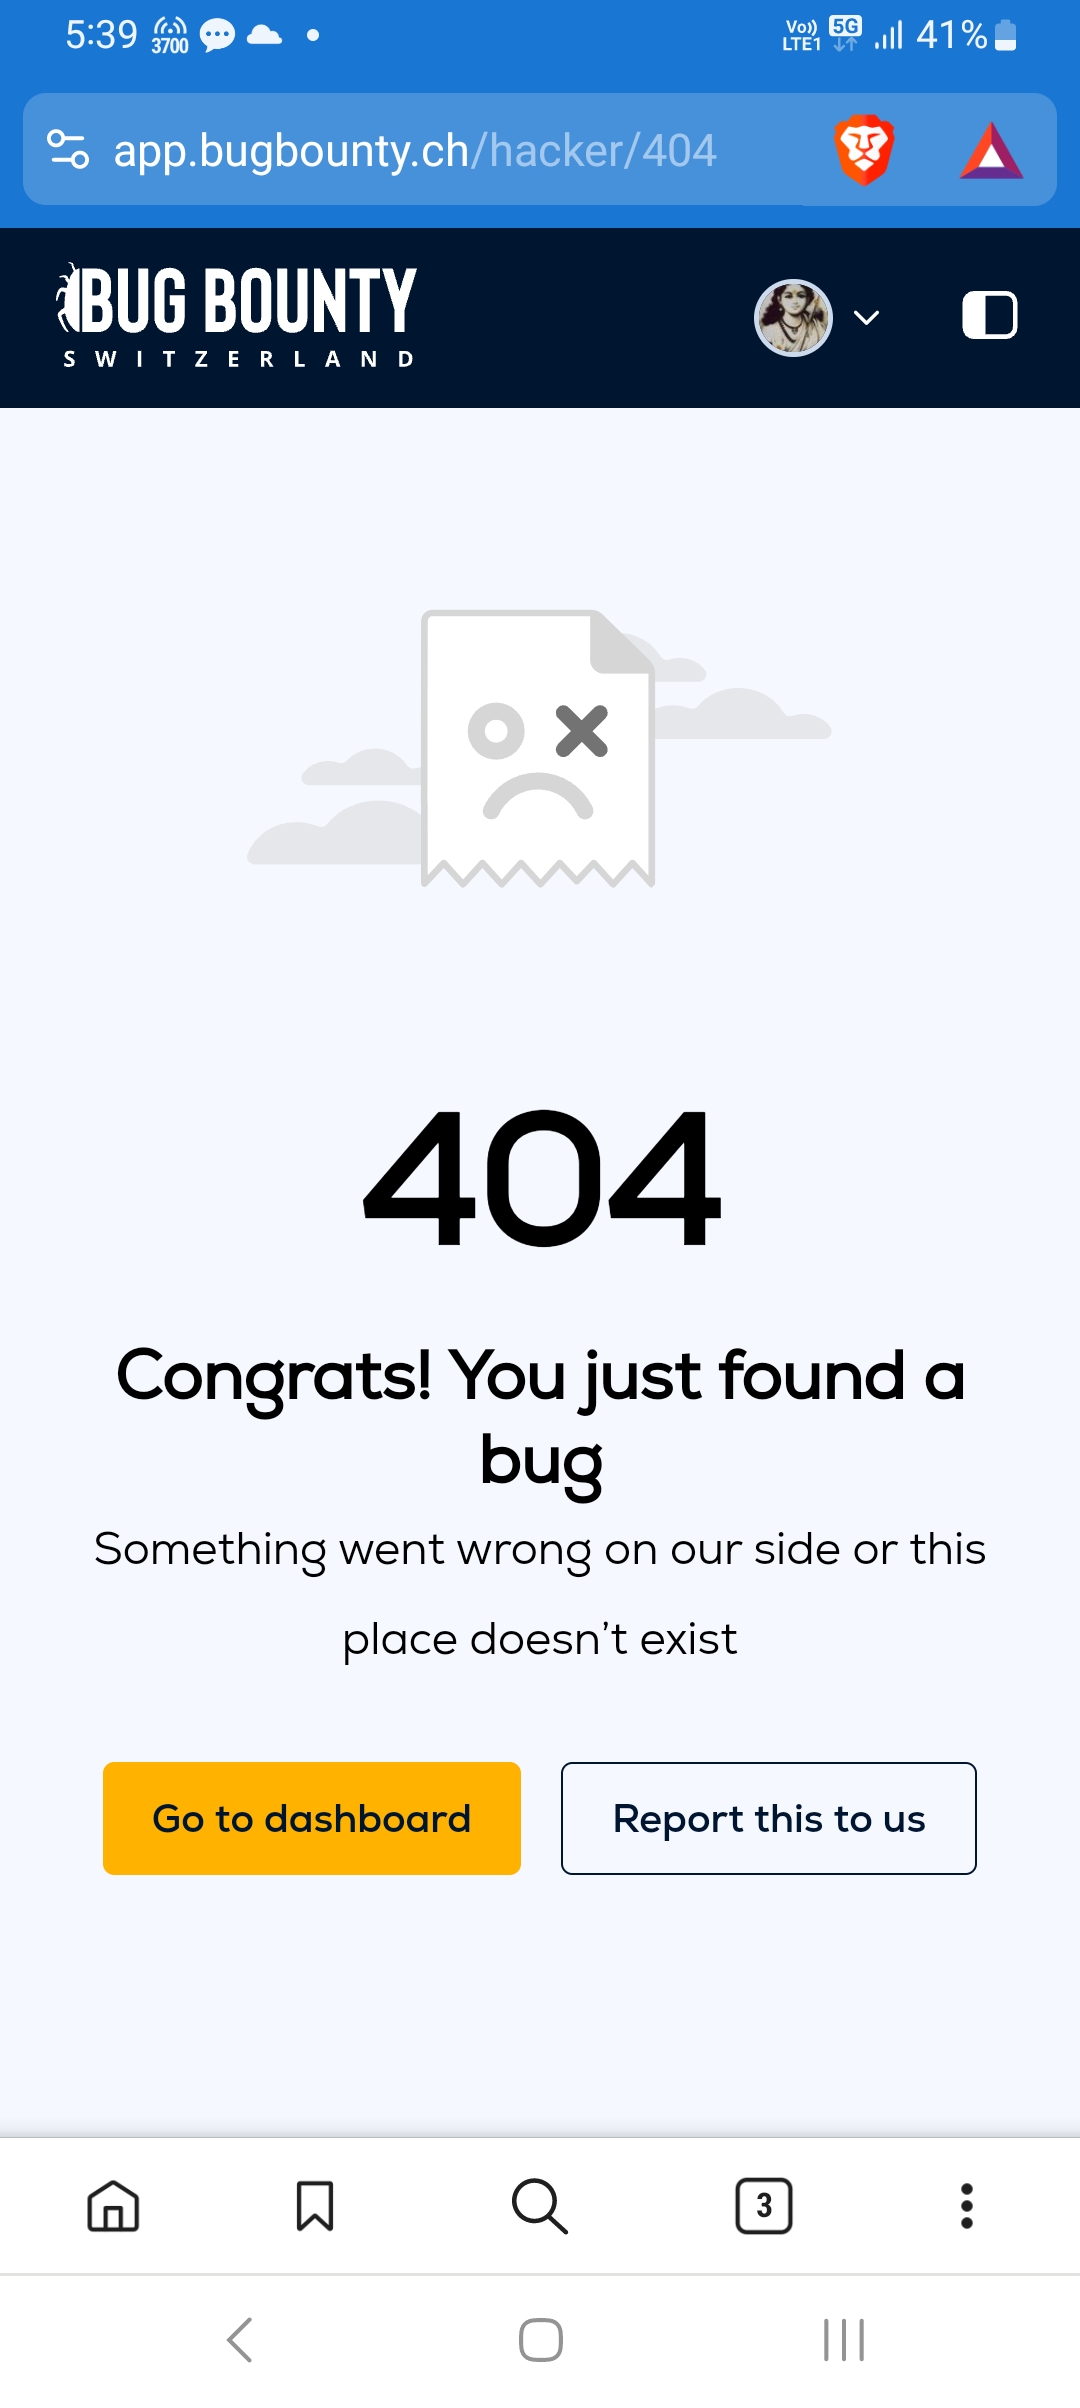 5:39 3700 Vo)) LTE1 5G 41%
app.bugbounty.ch/hacker/404
BUG BOUNTY
SWITZERLAND
404
Congrats! You just found a
bug
Something went wrong on our side or this
place doesn’t exist
Go to dashboard Report this to us
3